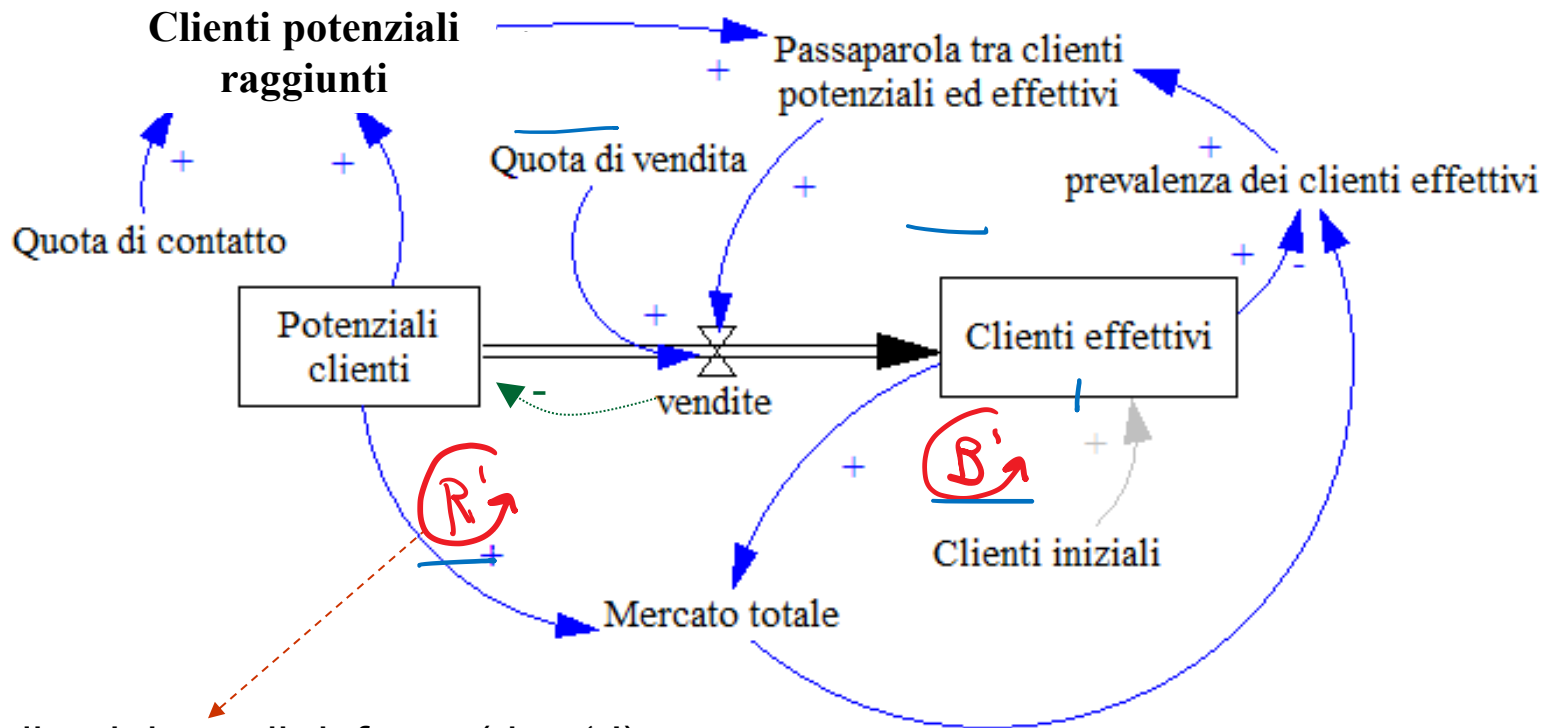 Clienti potenziali
raggiunti
+
Passaparola tra clienti
potenziali ed effettivi
+
+
Quota di vendita
+
+
prevalenza dei clienti effettivi
Quota di contatto
+
-
+
Potenziali
clienti
Clienti effettivi
-
vendite
+
R'
+
+
B'
Clienti iniziali
Mercato totale